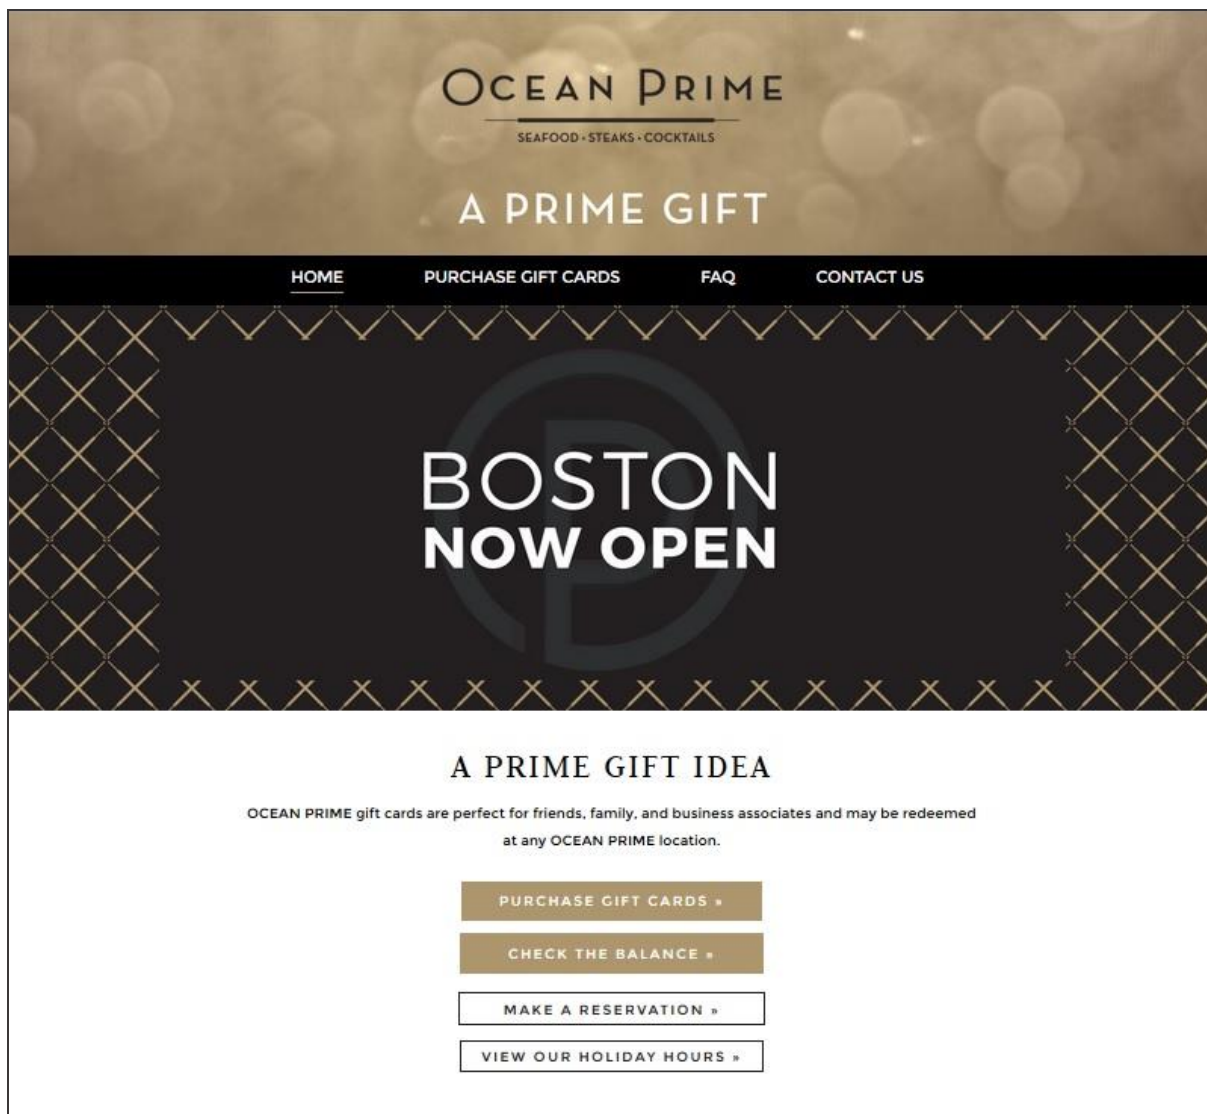 OCEAN PRIME
SEAFOOD • STEAKS • COCKTAILS
A PRIME GIFT
HOME PURCHASE GIFT CARDS FAQ CONTACT US
BOSTON
NOW OPEN
A PRIME GIFT IDEA
OCEAN PRIME gift cards are perfect for friends, family, and business associates and may be redeemed
at any OCEAN PRIME location.
PURCHASE GIFT CARDS »
CHECK THE BALANCE »
MAKE A RESERVATION »
VIEW OUR HOLIDAY HOURS »